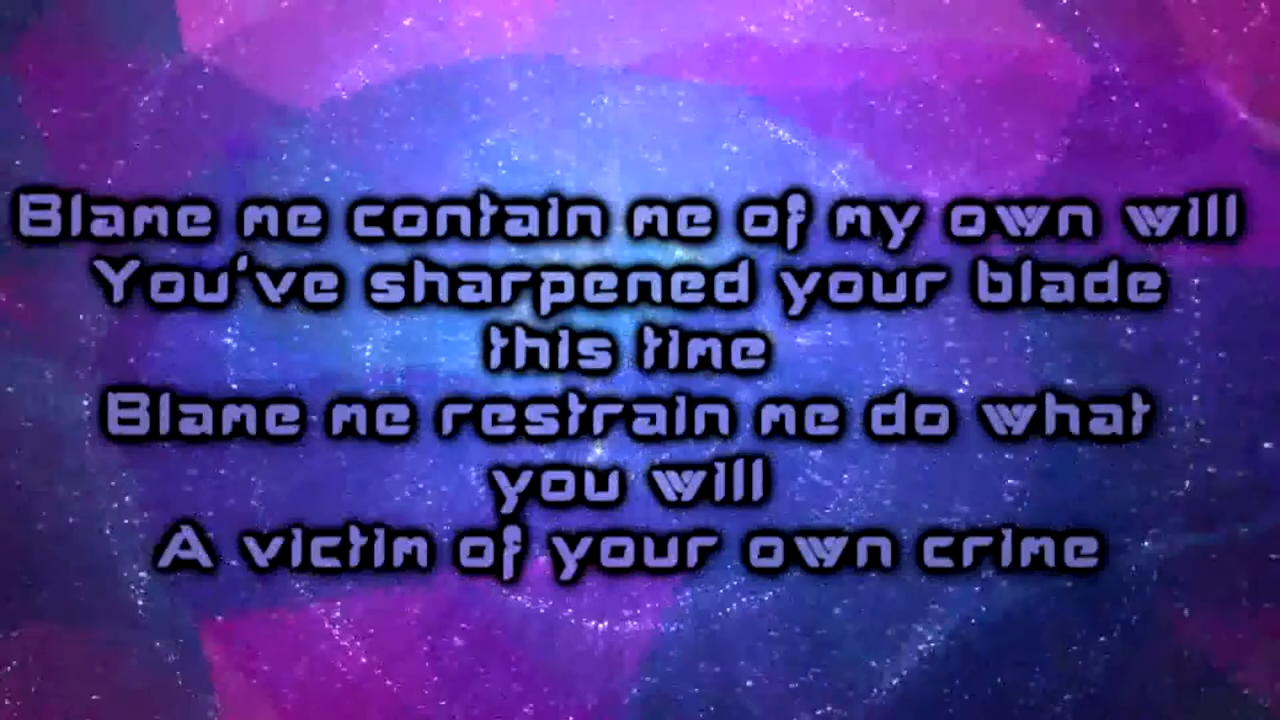 Blame me contain me of my own will
You've sharpened your blade
this time
Blame me restrain me do what
you will
A victim of your own crime